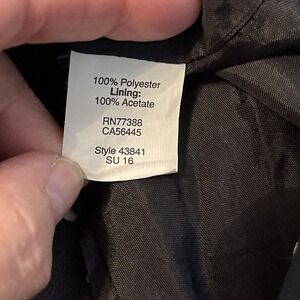 100% Polyester
Lining:
100% Acetate
RN77388
CA56445
Style 43841
SU 16